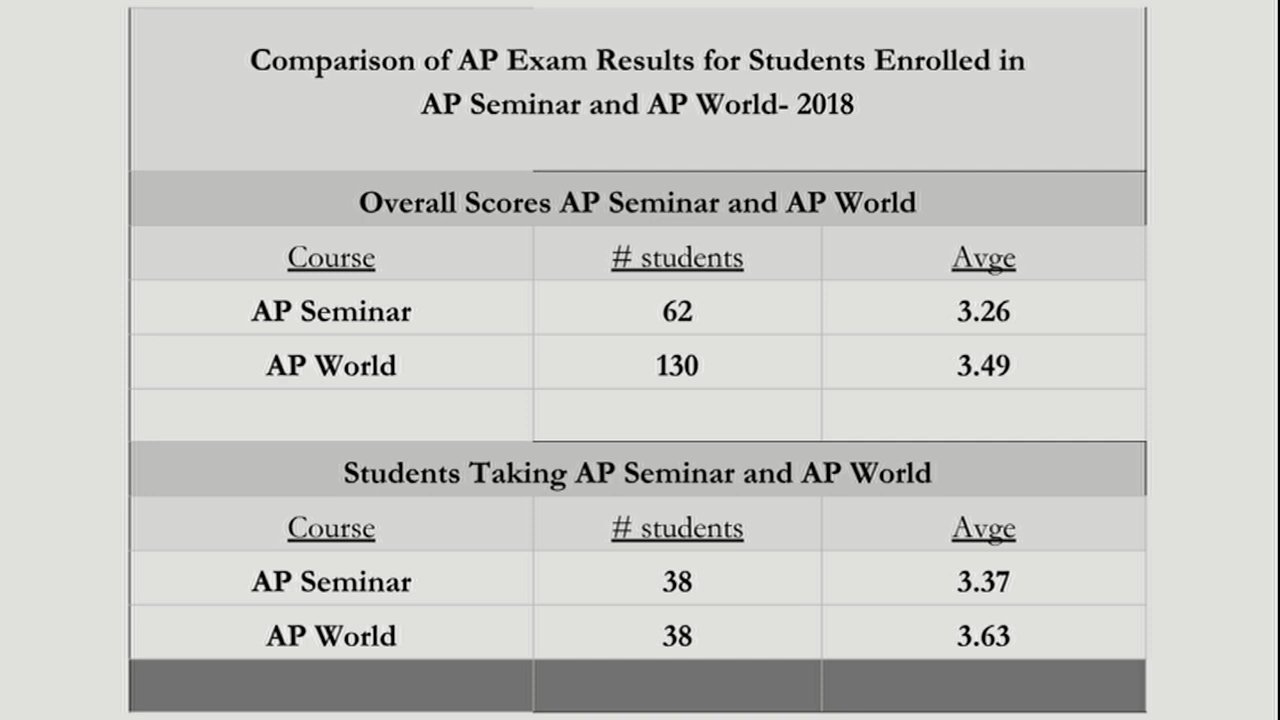 Comparison of AP Exam Results for Students Enrolled in
AP Seminar and AP World- 2018
Overall Scores AP Seminar and AP World
Course # students Avge
AP Seminar 62 3.26
AP World 130 3.49
Students Taking AP Seminar and AP World
Course # students Avge
AP Seminar 38 3.37
AP World 38 3.63